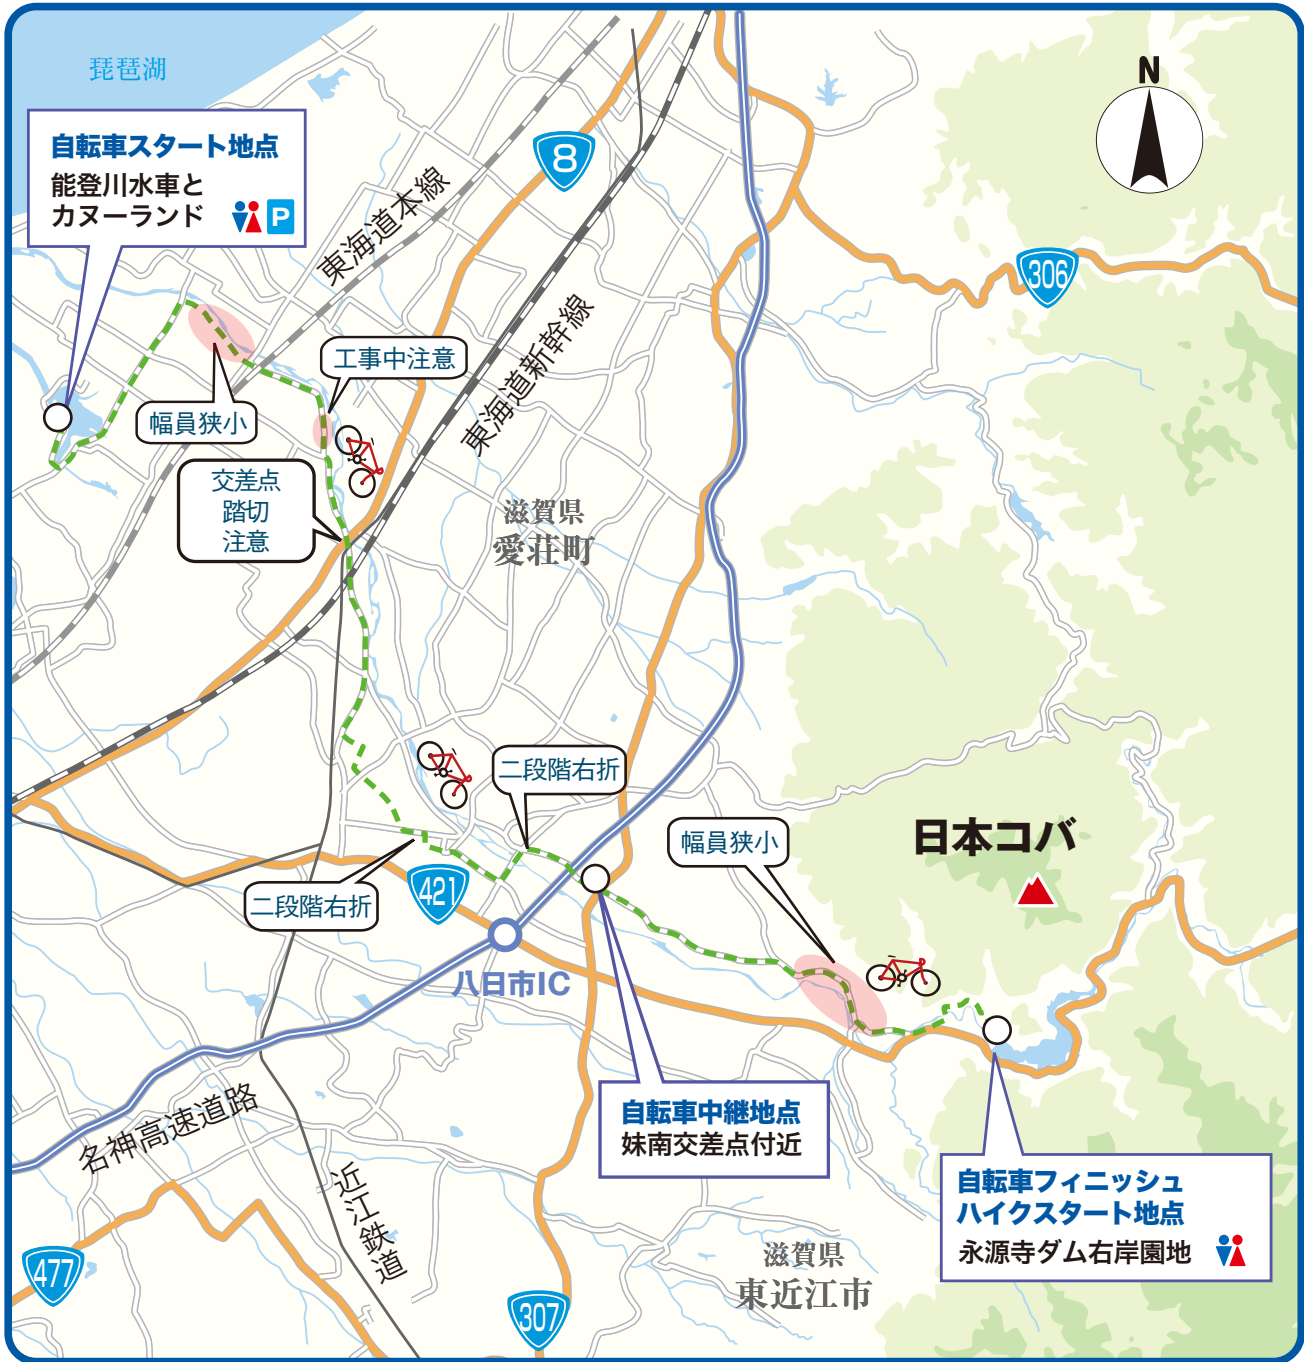 琵琶湖
N
自転車スタート地点
能登川水車と
カヌーランド
P
8
東海道本線
306
東海道新幹線
工事中注意
幅員狭小
交差点
踏切
注意
滋賀県
愛荘町
二段階右折
幅員狭小
日本コバ
421
二段階右折
八日市IC
自転車中継地点
妹南交差点付近
名神高速道路
近江鉄道
自転車フィニッシュ
ハイクスタート地点
永源寺ダム右岸園地
滋賀県
東近江市
477
307